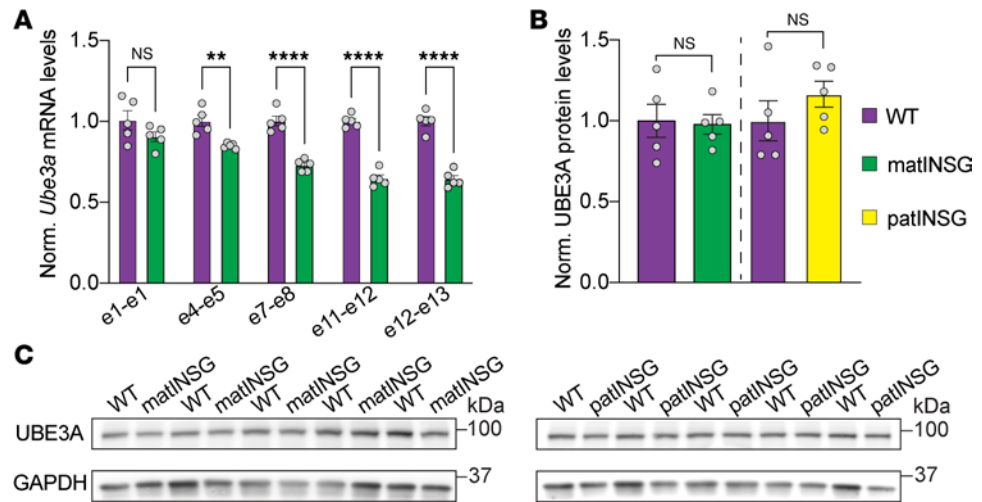 A
Norm. Ube3a mRNA levels
1.5
1.0
0.5
0.0
NS
**
****
****
****
e1-e1
e4-e5
e7-e8
e11-e12
e12-e13
B
Norm. UBE3A protein levels
1.5
1.0
0.5
0.0
NS
NS
WT
matINSG
patINSG
C
WT matINSG WT matINSG WT matINSG WT matINSG WT matINSG
kDa
UBE3A
100
GAPDH
37
WT patINSG WT patINSG WT patINSG WT patINSG WT patINSG
kDa
100
37